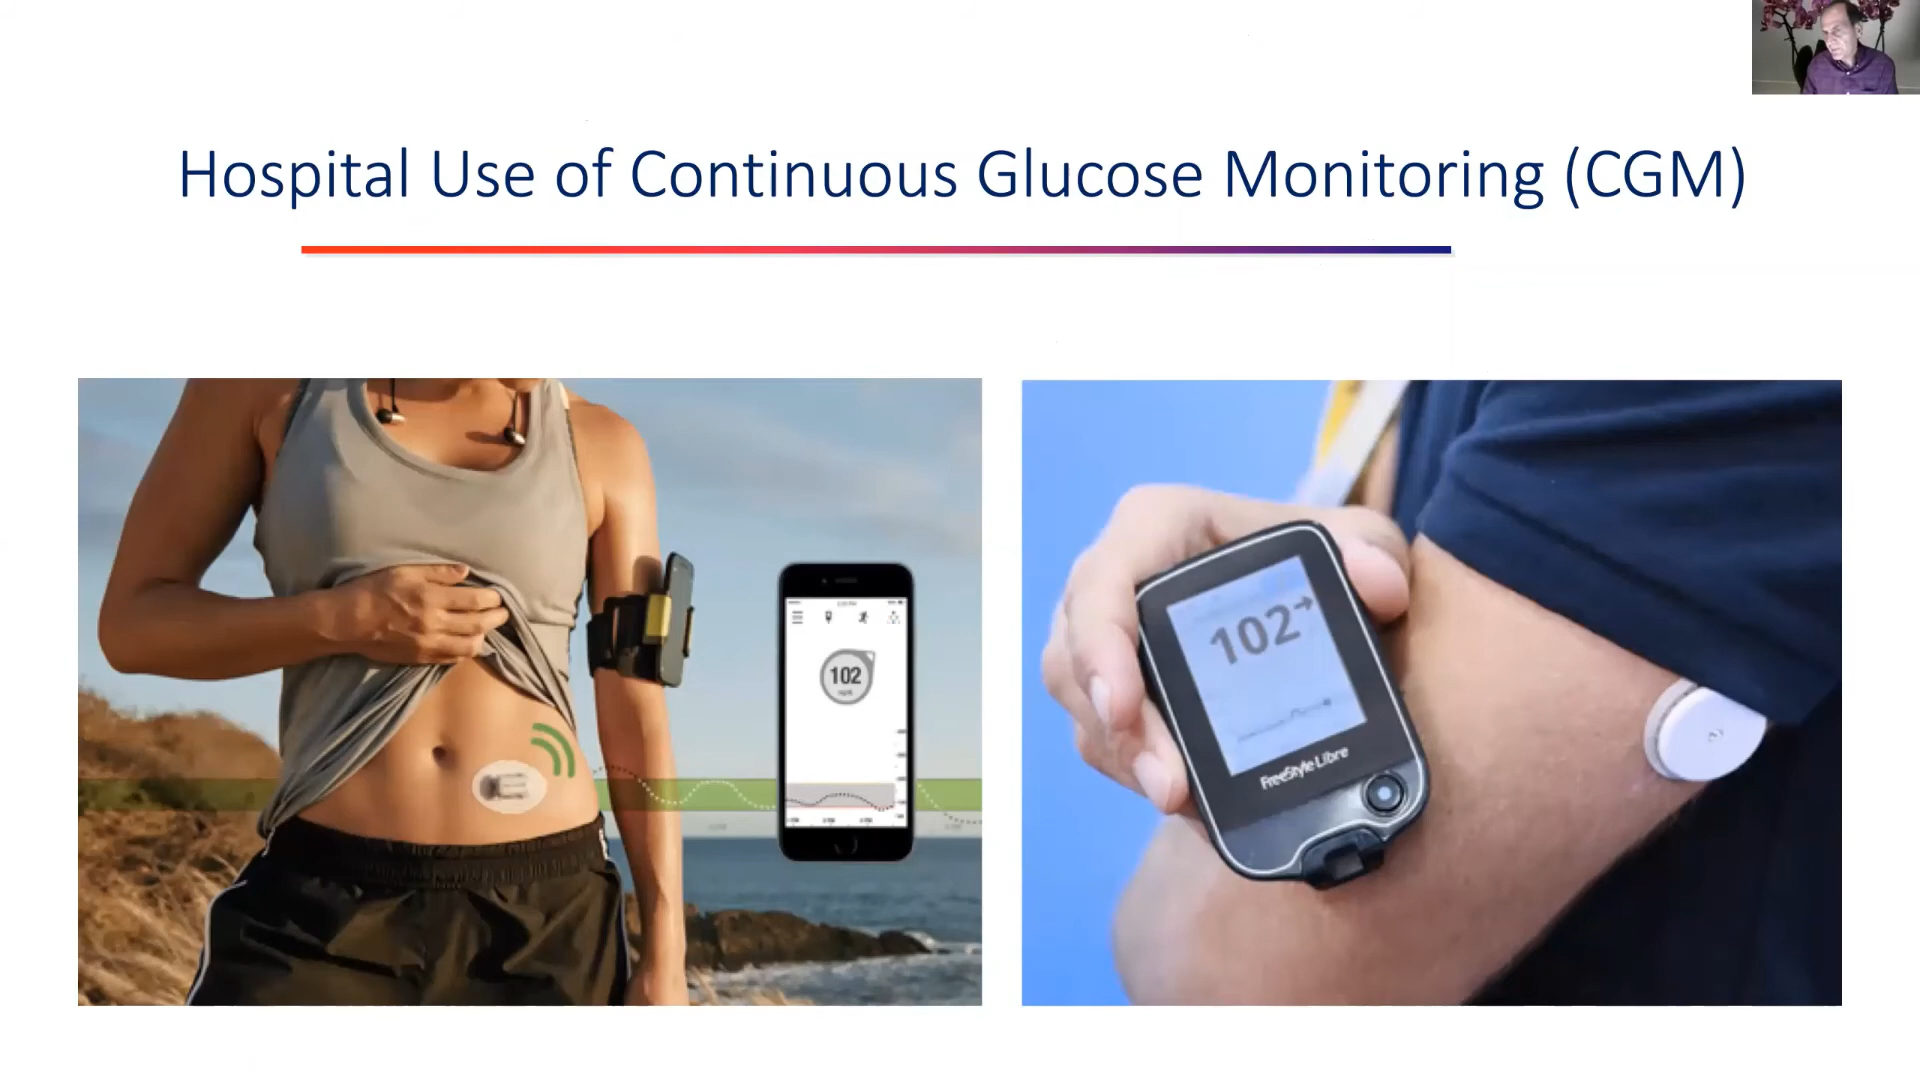 Hospital Use of Continuous Glucose Monitoring (CGM)
102
102
FreeStyle Libre